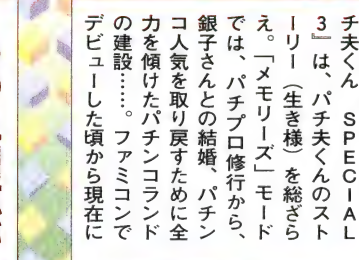 チ夫くん SPECIAL
3』は、パチ夫くんのスト
ーリー(生き様)を総ざら
え。「メモリーズ」モード
では、パチプロ修行から、
銀子さんとの結婚、パチン
コ人気を取り戻すために全
力を傾けたパチンコランド
の建設……。ファミコンで
デビューした頃から現在に